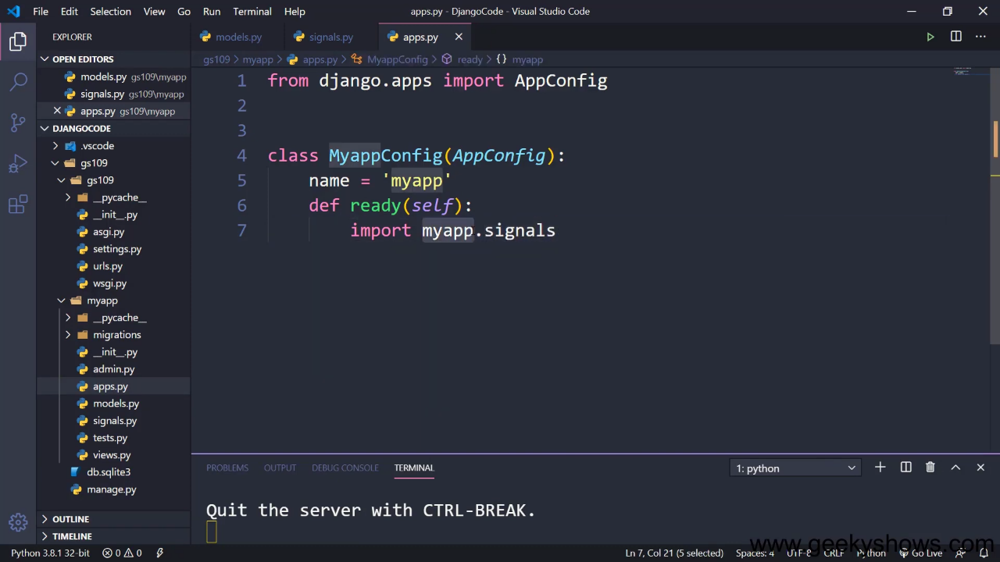 File Edit Selection View Go Run Terminal Help
apps.py - DjangoCode - Visual Studio Code
EXPLORER
OPEN EDITORS
models.py gs109\myapp
signals.py gs109\myapp
apps.py gs109\myapp
DJANGOCODE
.vscode
gs109
gs109
__pycache__
__init__.py
asgi.py
settings.py
urls.py
wsgi.py
myapp
__pycache__
migrations
__init__.py
admin.py
apps.py
models.py
signals.py
tests.py
views.py
db.sqlite3
manage.py
OUTLINE
TIMELINE
models.py signals.py apps.py
gs109 > myapp > apps.py > MyappConfig > ready > {} myapp
1 from django.apps import AppConfig
2
3
4 class MyappConfig(AppConfig):
5 name = 'myapp'
6 def ready(self):
7 import myapp.signals
PROBLEMS OUTPUT DEBUG CONSOLE TERMINAL
1: python
Quit the server with CTRL-BREAK.
www.geekyshows.com
Python 3.8.1 32-bit 0 0 Ln 7, Col 21 (5 selected) Spaces: 4 UTF-8 CRLF Python Go Live